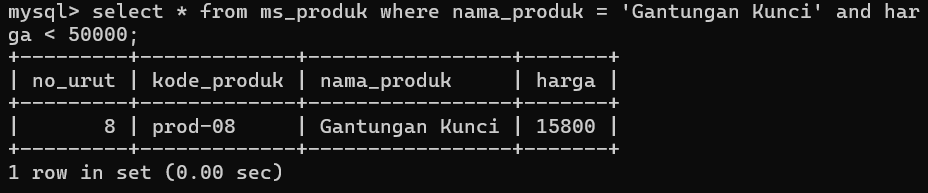 mysql> select * from ms_produk where nama_produk = 'Gantungan Kunci' and har
ga < 50000;
+---------+-------------+-----------------+-------+
| no_urut | kode_produk | nama_produk     | harga |
+---------+-------------+-----------------+-------+
|       8 | prod-08     | Gantungan Kunci | 15800 |
+---------+-------------+-----------------+-------+
1 row in set (0.00 sec)